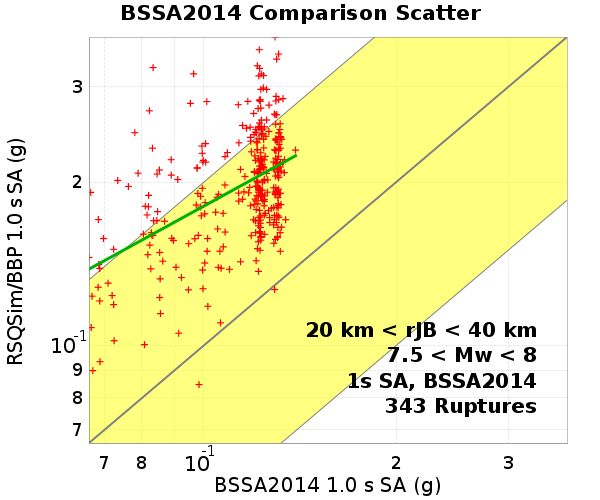 BSSA2014 Comparison Scatter
RSQSim/BBP 1.0 s SA (g)
3
2
10-1
9
8
7
20 km < rJB < 40 km
7.5 < Mw < 8
1s SA, BSSA2014
343 Ruptures
7 8 10-1 2 3
BSSA2014 1.0 s SA (g)